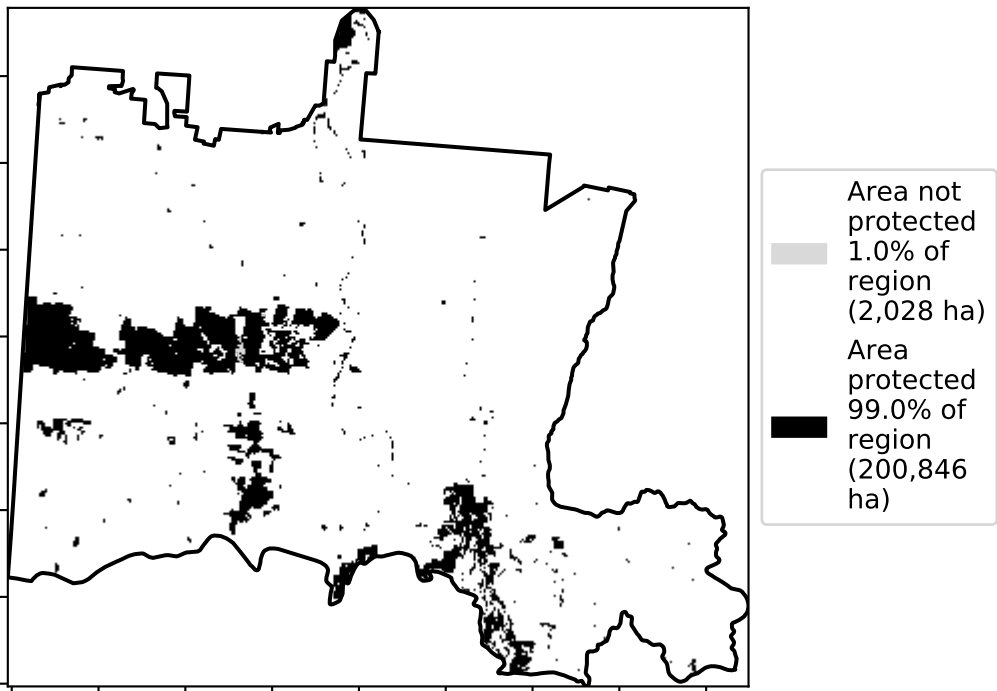 Area not
protected
1.0% of
region
(2,028 ha)
Area
protected
99.0% of
region
(200,846
ha)